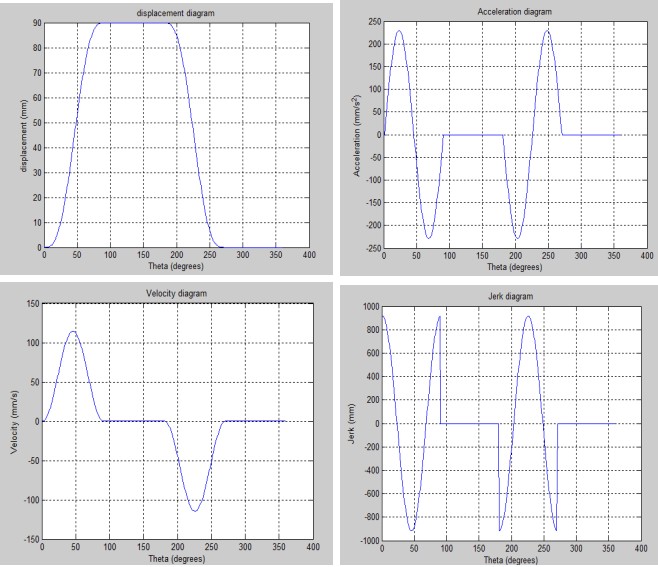 displacement diagram
90
80
70
60
50
40
30
20
10
0
displacement (mm)
0 50 100 150 200 250 300 350 400
Theta (degrees)
Acceleration diagram
250
200
150
100
50
0
-50
-100
-150
-200
-250
Acceleration (mm/s²)
0 50 100 150 200 250 300 350 400
Theta (degrees)
Velocity diagram
150
100
50
0
-50
-100
-150
Velocity (mm/s)
0 50 100 150 200 250 300 350 400
Theta (degrees)
Jerk diagram
1000
800
600
400
200
0
-200
-400
-600
-800
-1000
Jerk (mm)
0 50 100 150 200 250 300 350 400
Theta (degrees)